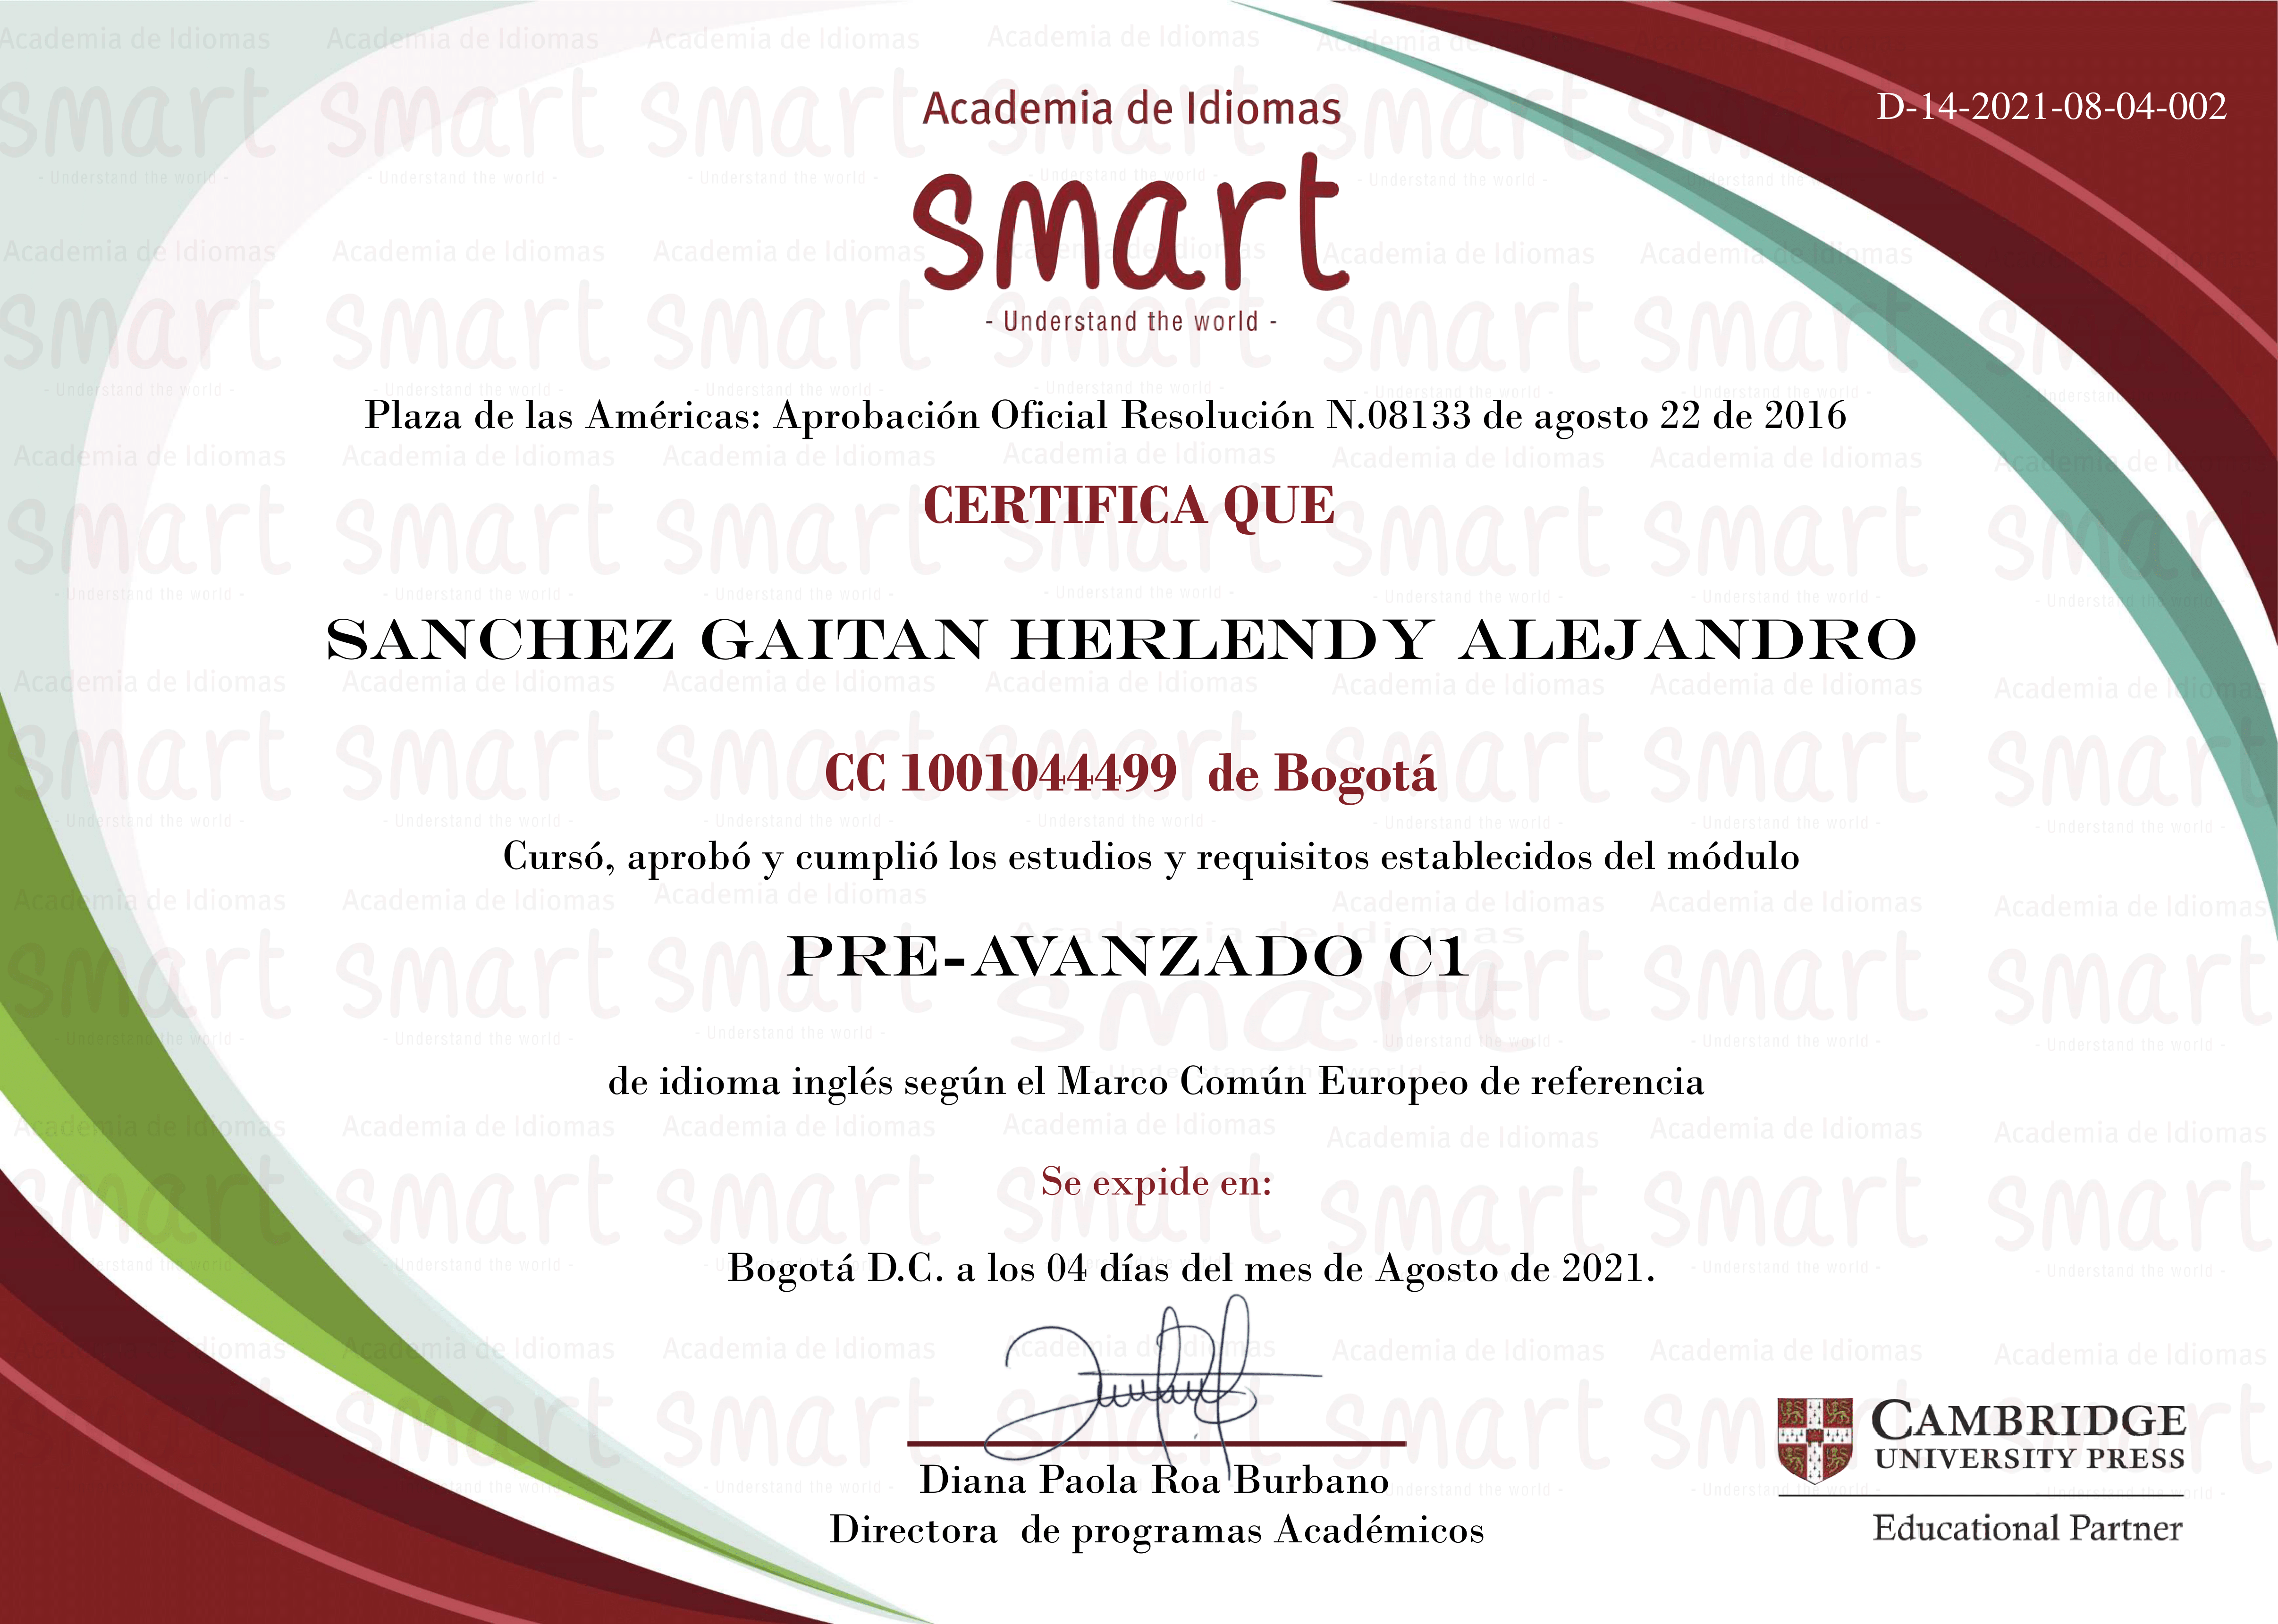 D-14-2021-08-04-002
Academia de Idiomas
smart
- Understand the world -
Plaza de las Américas: Aprobación Oficial Resolución N.08133 de agosto 22 de 2016
CERTIFICA QUE
SANCHEZ GAITAN HERLENDY ALEJANDRO
CC 1001044499 de Bogotá
Cursó, aprobó y cumplió los estudios y requisitos establecidos del módulo
PRE-AVANZADO C1
de idioma inglés según el Marco Común Europeo de referencia
Se expide en:
Bogotá D.C. a los 04 días del mes de Agosto de 2021.
Diana Paola Roa Burbano
Directora de programas Académicos
CAMBRIDGE
UNIVERSITY PRESS
Educational Partner